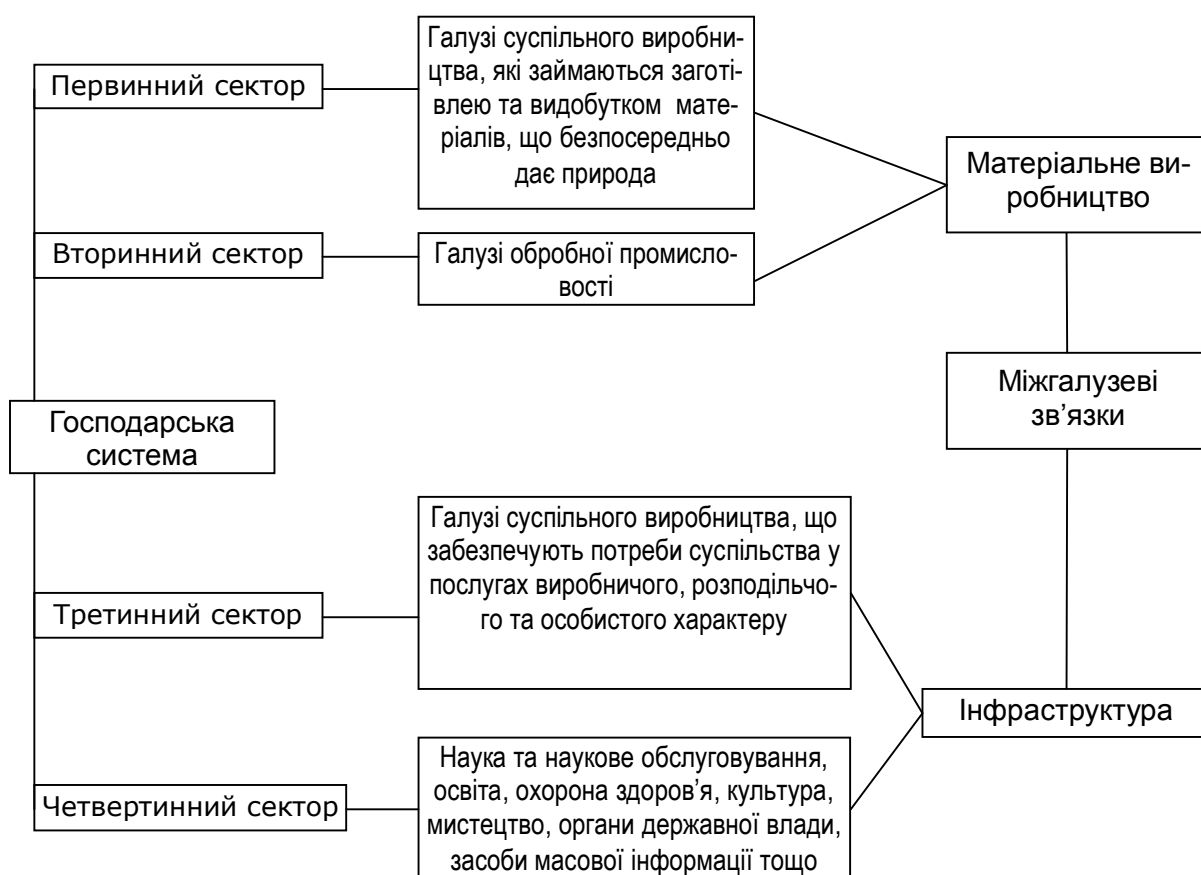 Первинний сектор
Галузі суспільного виробни-
цтва, які займаються заготі-
влею та видобутком мате-
ріалів, що безпосередньо
дає природа
Матеріальне ви-
робництво
Вторинний сектор
Галузі обробної промисло-
вості
Міжгалузеві
зв’язки
Господарська
система
Третинний сектор
Галузі суспільного виробництва, що
забезпечують потреби суспільства у
послугах виробничого, розподільчо-
го та особистого характеру
Інфраструктура
Четвертинний сектор
Наука та наукове обслуговування,
освіта, охорона здоров’я, культура,
мистецтво, органи державної влади,
засоби масової інформації тощо